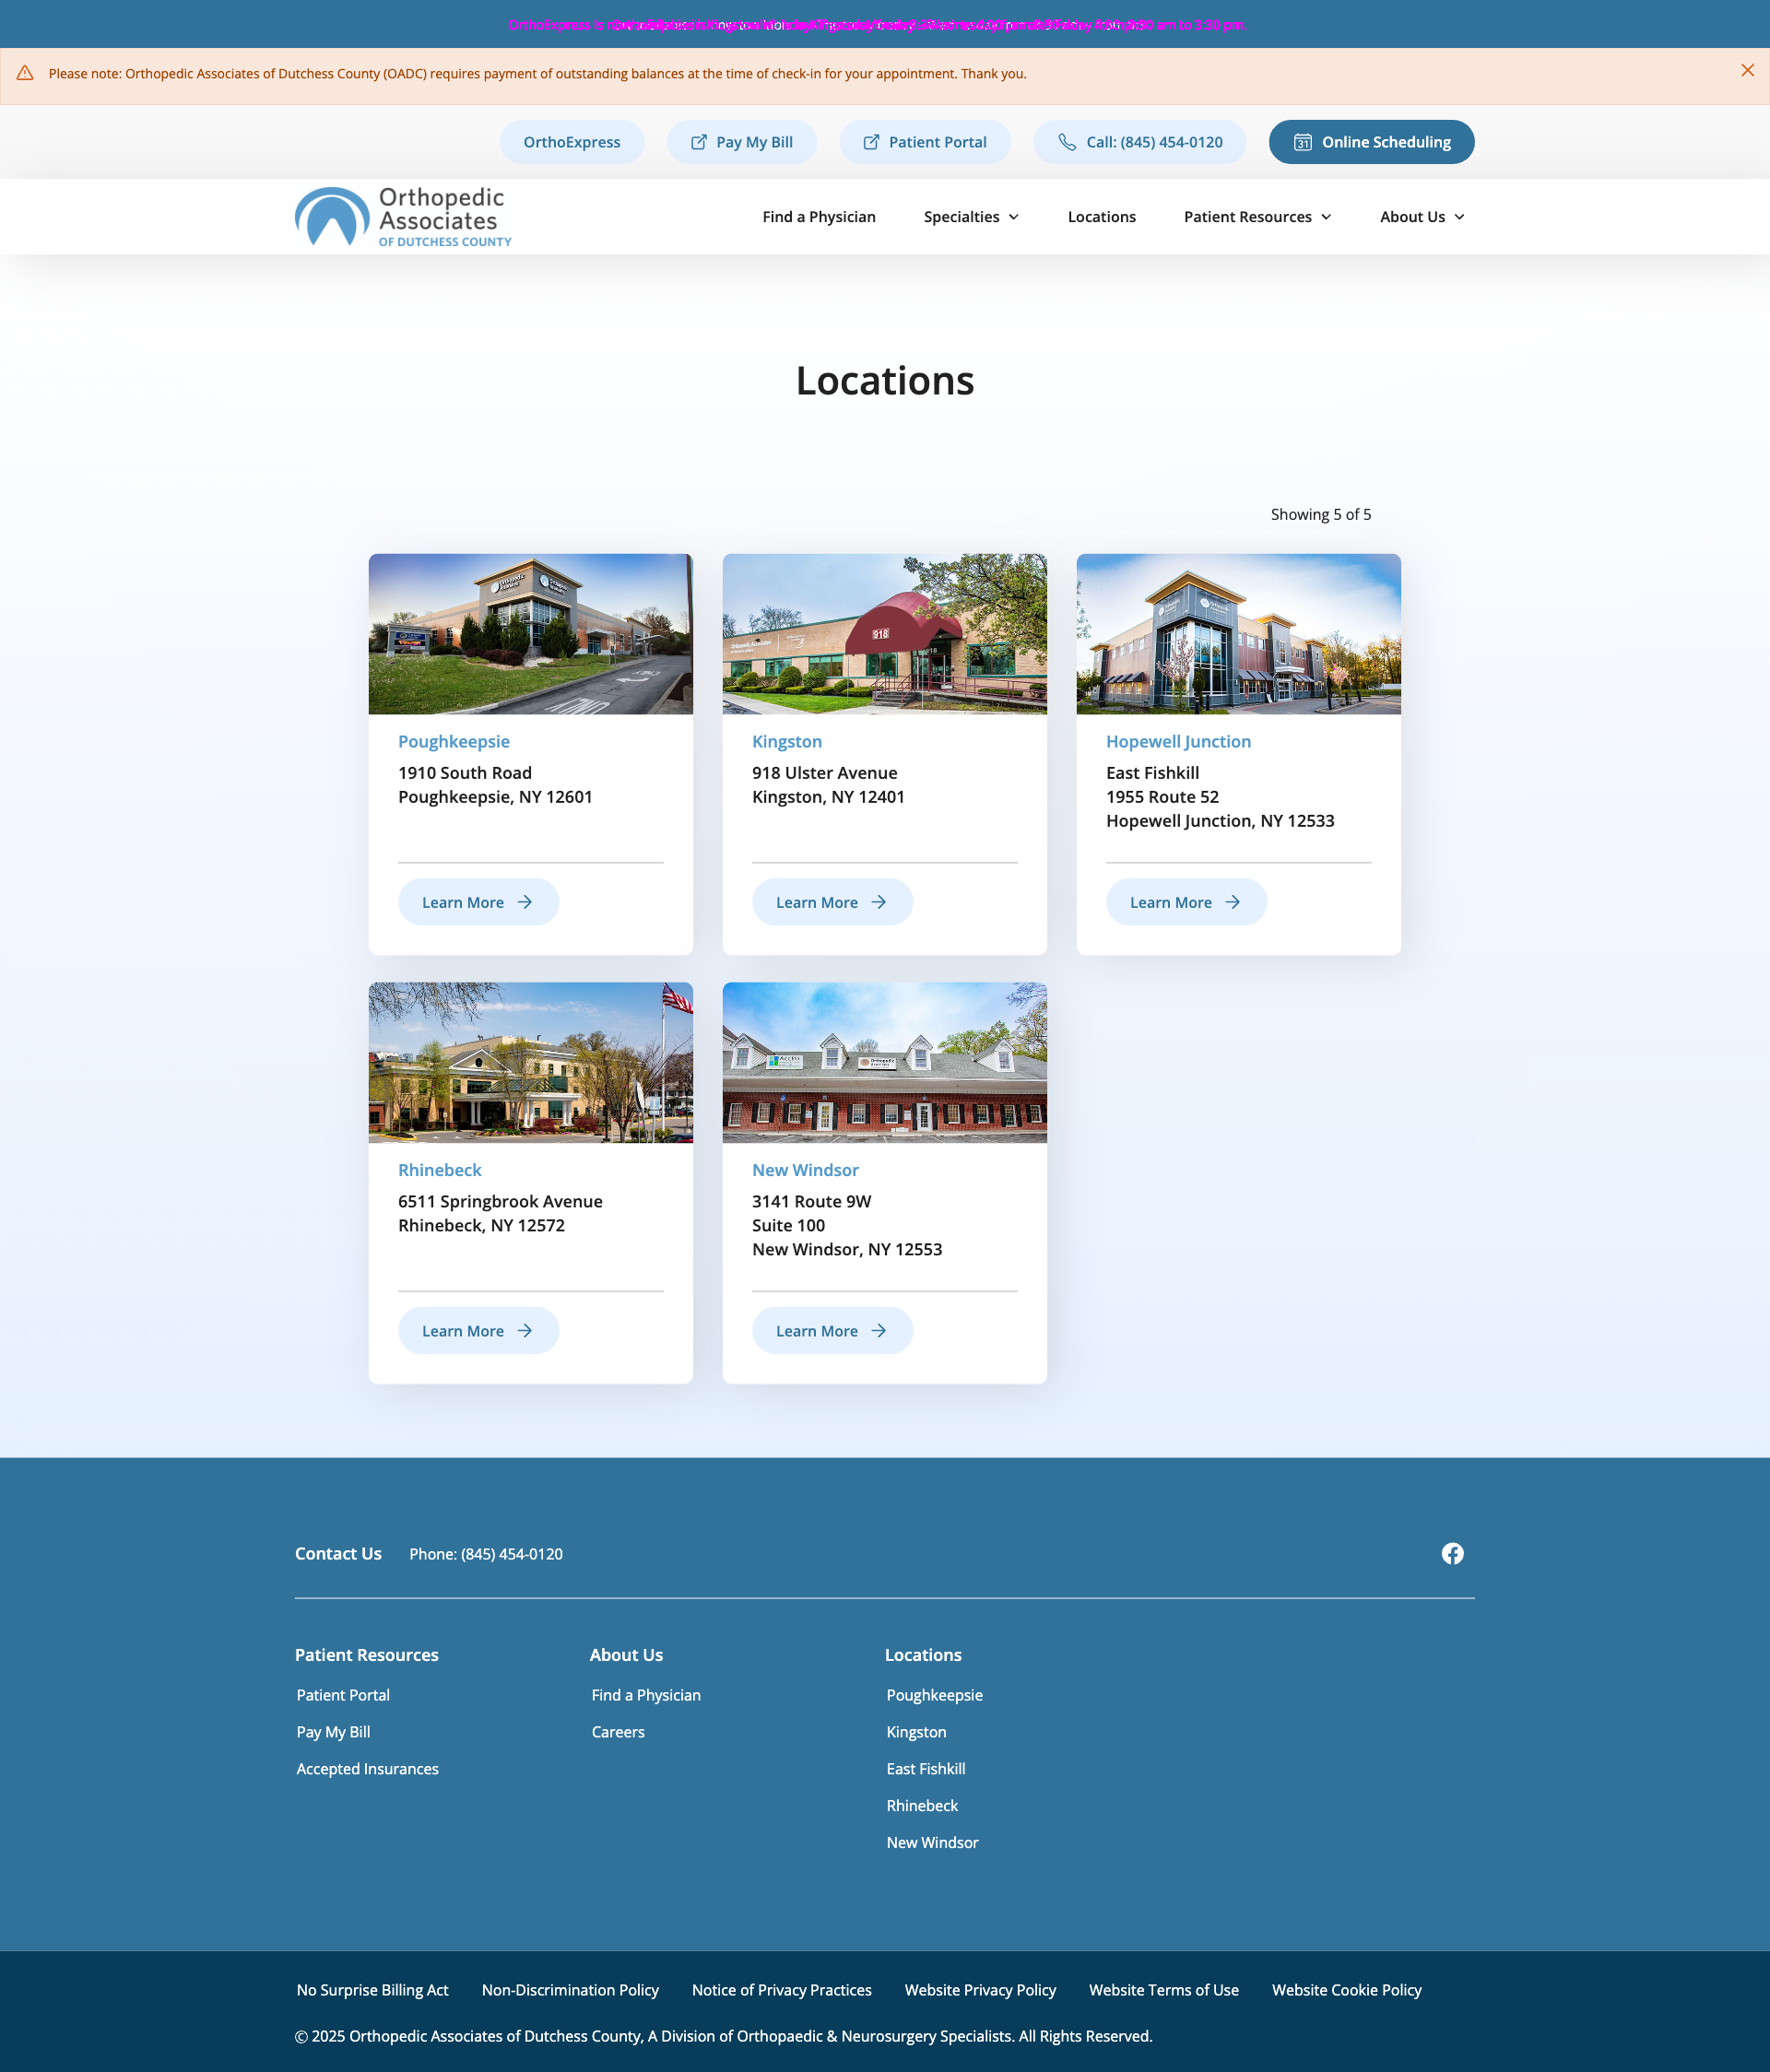 OrthoExpress is
Please note: Orthopedic Associates of Dutchess County (OADC) requires payment of outstanding balances at the time of check-in for your appointment. Thank you.
OrthoExpress
Pay My Bill
Patient Portal
Call: (845) 454-0120
31
Online Scheduling
Orthopedic
Associates
OF DUTCHESS COUNTY
Find a Physician
Specialties
Locations
Patient Resources
About Us
Locations
Showing 5 of 5
918
Poughkeepsie
1910 South Road
Poughkeepsie, NY 12601
Learn More
Kingston
918 Ulster Avenue
Kingston, NY 12401
Learn More
Hopewell Junction
East Fishkill
1955 Route 52
Hopewell Junction, NY 12533
Learn More
ACCESS
Orthopedic
Rhinebeck
6511 Springbrook Avenue
Rhinebeck, NY 12572
Learn More
New Windsor
3141 Route 9W
Suite 100
New Windsor, NY 12553
Learn More
Contact Us
Phone: (845) 454-0120
Patient Resources
Patient Portal
Pay My Bill
Accepted Insurances
About Us
Find a Physician
Careers
Locations
Poughkeepsie
Kingston
East Fishkill
Rhinebeck
New Windsor
No Surprise Billing Act
Non-Discrimination Policy
Notice of Privacy Practices
Website Privacy Policy
Website Terms of Use
Website Cookie Policy
© 2025 Orthopedic Associates of Dutchess County, A Division of Orthopaedic & Neurosurgery Specialists. All Rights Reserved.